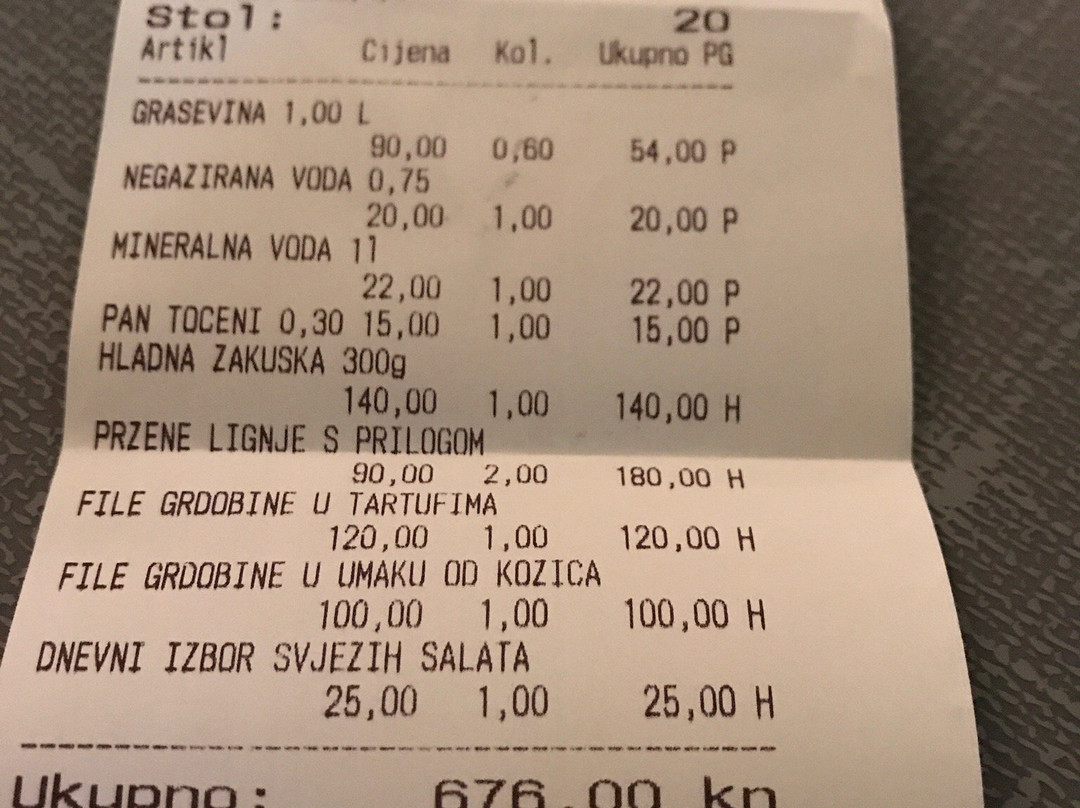 Stol: 20
Artikl Cijena Kol. Ukupno PG
GRASEVINA 1,00 L
90,00 0,60 54,00 P
NEGAZIRANA VODA 0,75
20,00 1,00 20,00 P
MINERALNA VODA 1l
22,00 1,00 22,00 P
PAN TOCENI 0,30 15,00 1,00 15,00 P
HLADNA ZAKUSKA 300g
140,00 1,00 140,00 H
PRZENE LIGNJE S PRILOGOM
90,00 2,00 180,00 H
FILE GRDOBINE U TARTUFIMA
120,00 1,00 120,00 H
FILE GRDOBINE U UMAKU OD KOZICA
100,00 1,00 100,00 H
DNEVNI IZBOR SVJEZIH SALATA
25,00 1,00 25,00 H
Ukupno: 676,00 kn